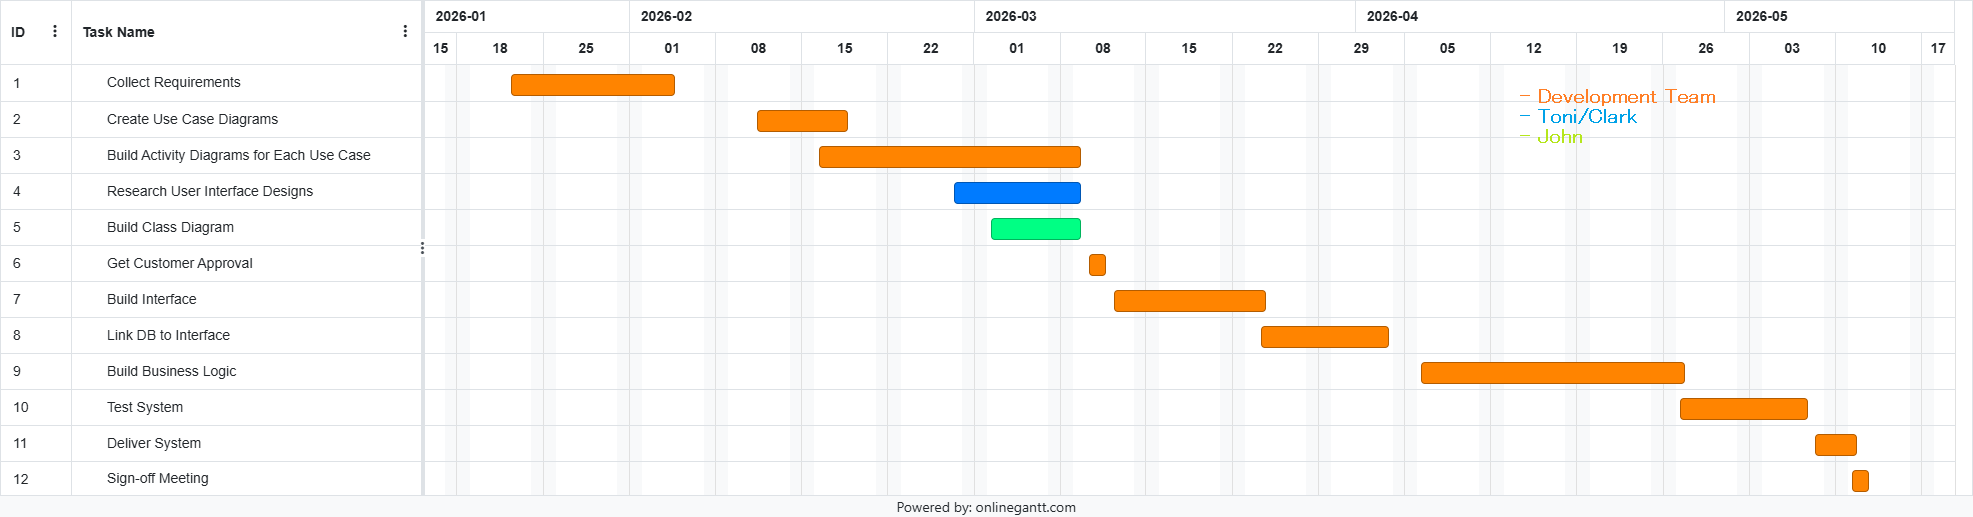 2026-01 2026-02 2026-03 2026-04 2026-05
ID Task Name
15 18 25 01 08 15 22 01 08 15 22 29 05 12 19 26 03 10 17
1 Collect Requirements
— Development Team
2 Create Use Case Diagrams
— Toni/Clark
— John
3 Build Activity Diagrams for Each Use Case
4 Research User Interface Designs
5 Build Class Diagram
6 Get Customer Approval
7 Build Interface
8 Link DB to Interface
9 Build Business Logic
10 Test System
11 Deliver System
12 Sign-off Meeting
Powered by: onlinegantt.com